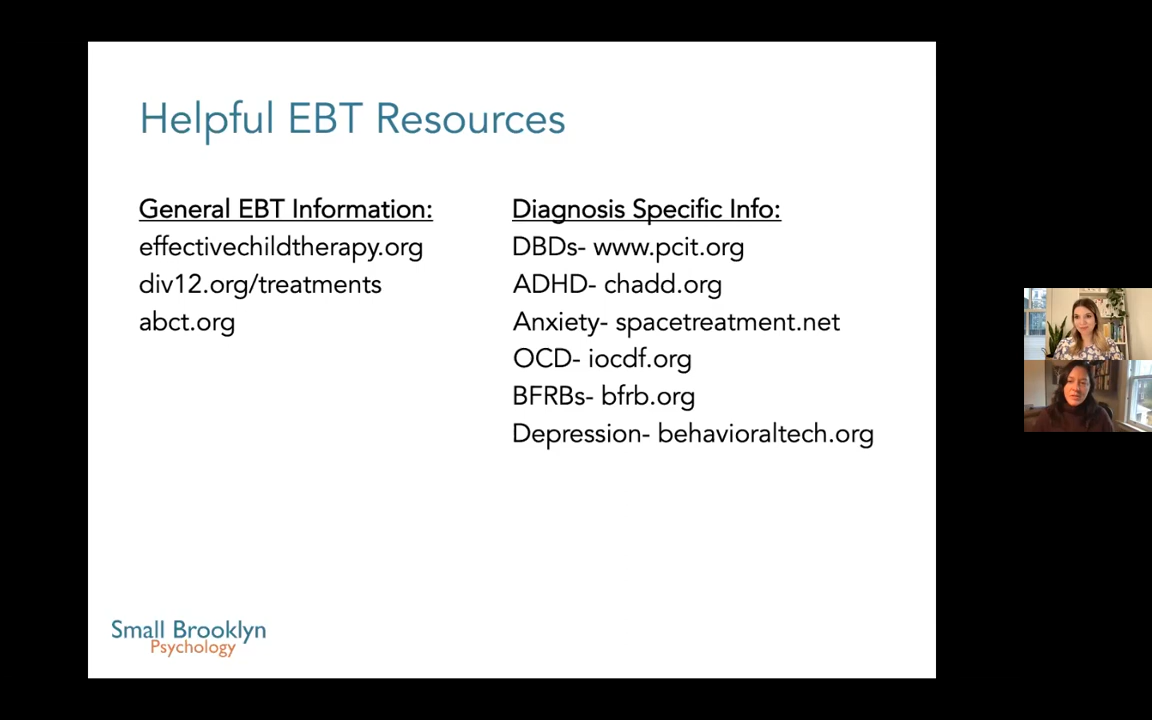 Helpful EBT Resources
General EBT Information:
effectivechildtherapy.org
div12.org/treatments
abct.org
Diagnosis Specific Info:
DBDs- www.pcit.org
ADHD- chadd.org
Anxiety- spacetreatment.net
OCD- iocdf.org
BFRBs- bfrb.org
Depression- behavioraltech.org
Small Brooklyn
Psychology